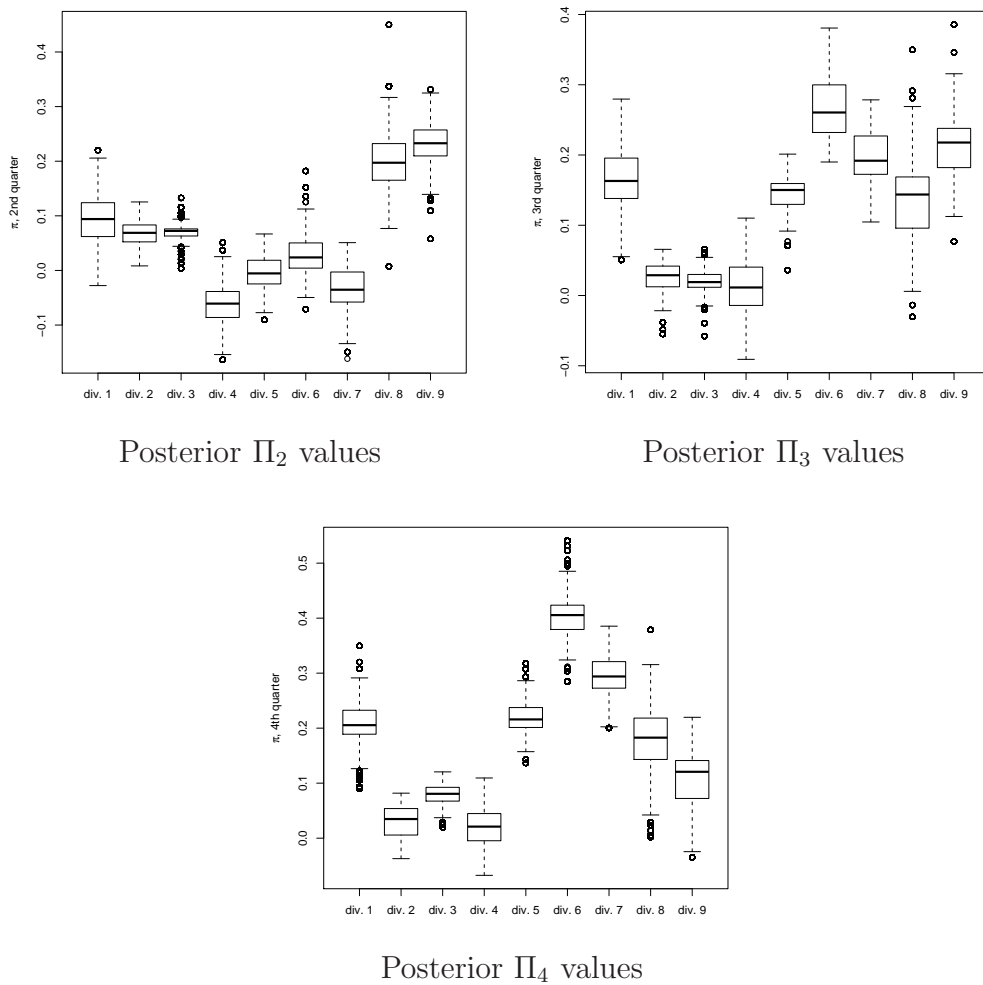 π, 2nd quarter
0.4
0.3
0.2
0.1
0.0
−0.1
div. 1 div. 2 div. 3 div. 4 div. 5 div. 6 div. 7 div. 8 div. 9
Posterior Π₂ values
π, 3rd quarter
0.4
0.3
0.2
0.1
0.0
−0.1
div. 1 div. 2 div. 3 div. 4 div. 5 div. 6 div. 7 div. 8 div. 9
Posterior Π₃ values
π, 4th quarter
0.5
0.4
0.3
0.2
0.1
0.0
div. 1 div. 2 div. 3 div. 4 div. 5 div. 6 div. 7 div. 8 div. 9
Posterior Π₄ values